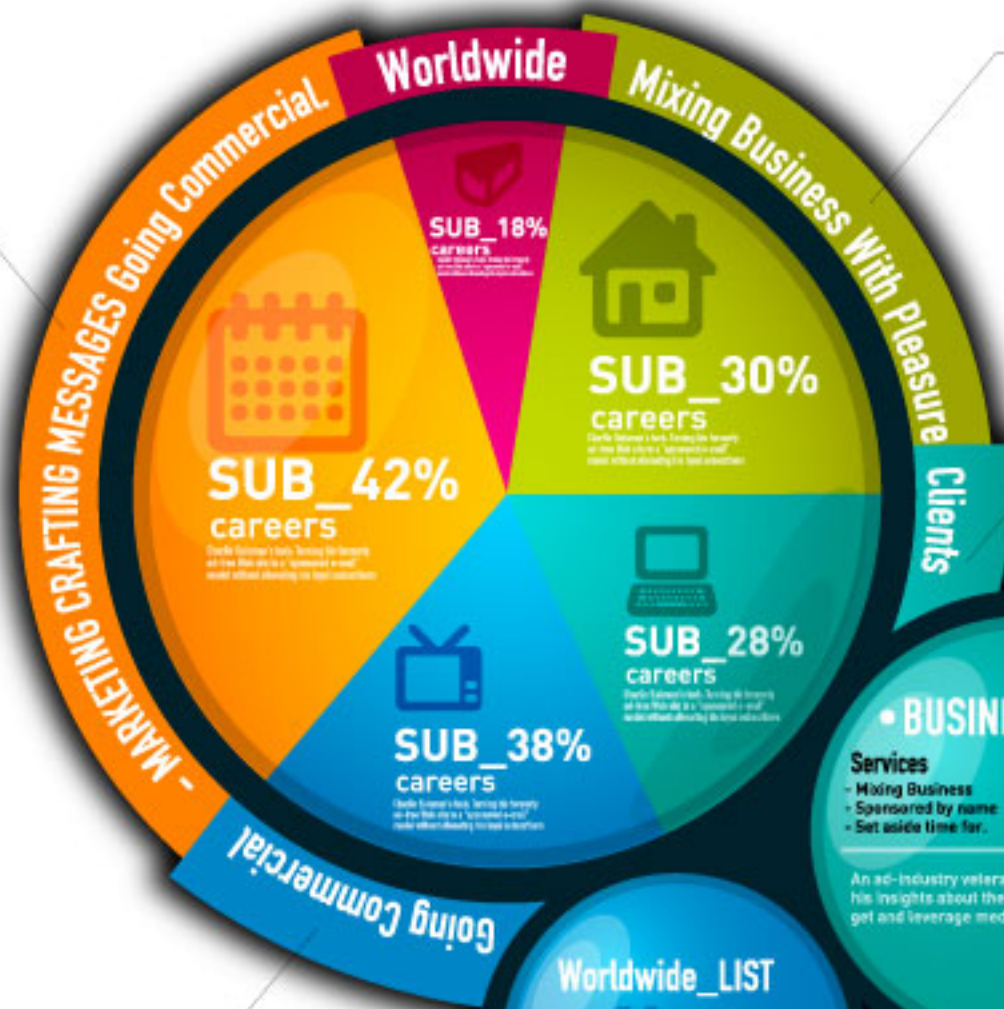 - MARKETING CRAFTING MESSAGES Going Commercial.
Worldwide
Mixing Business With Pleasure
Clients
Going Commercial
SUB_18%
careers
SUB_30%
careers
SUB_42%
careers
SUB_28%
careers
SUB_38%
careers
• BUSIN
Services
- Mixing Business
- Sponsored by name
- Set aside time for.
An ad-industry vetera
his insights about the
get and leverage med
Worldwide_LIST